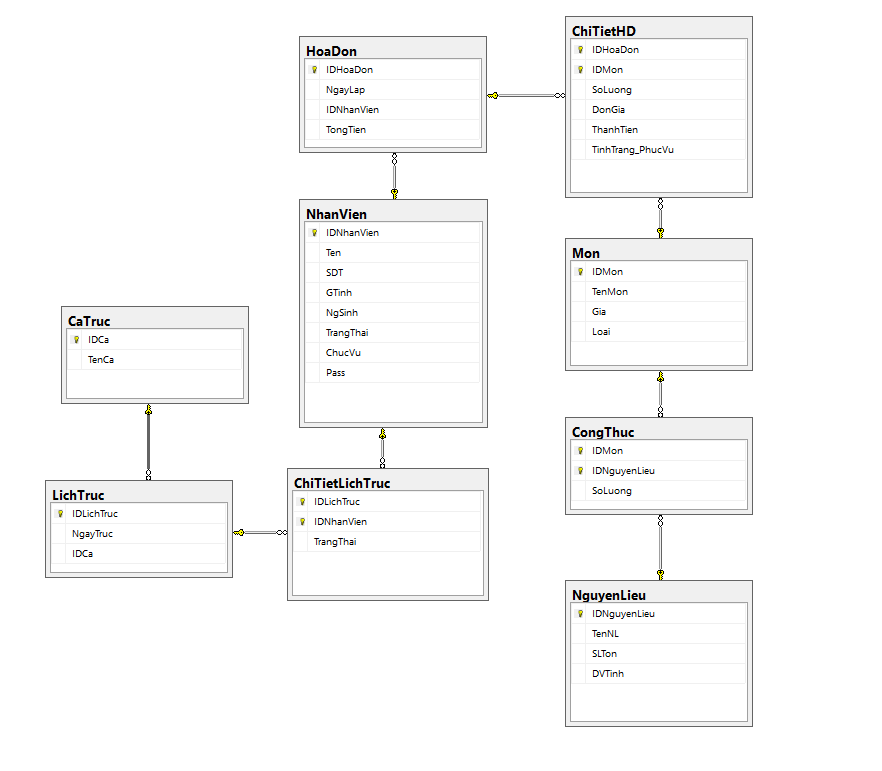 HoaDon
IDHoaDon
NgayLap
IDNhanVien
TongTien
ChiTietHD
IDHoaDon
IDMon
SoLuong
DonGia
ThanhTien
TinhTrang_PhucVu
NhanVien
IDNhanVien
Ten
SDT
GTinh
NgSinh
TrangThai
ChucVu
Pass
Mon
IDMon
TenMon
Gia
Loai
CaTruc
IDCa
TenCa
CongThuc
IDMon
IDNguyenLieu
SoLuong
LichTruc
IDLichTruc
NgayTruc
IDCa
ChiTietLichTruc
IDLichTruc
IDNhanVien
TrangThai
NguyenLieu
IDNguyenLieu
TenNL
SLTon
DVTinh